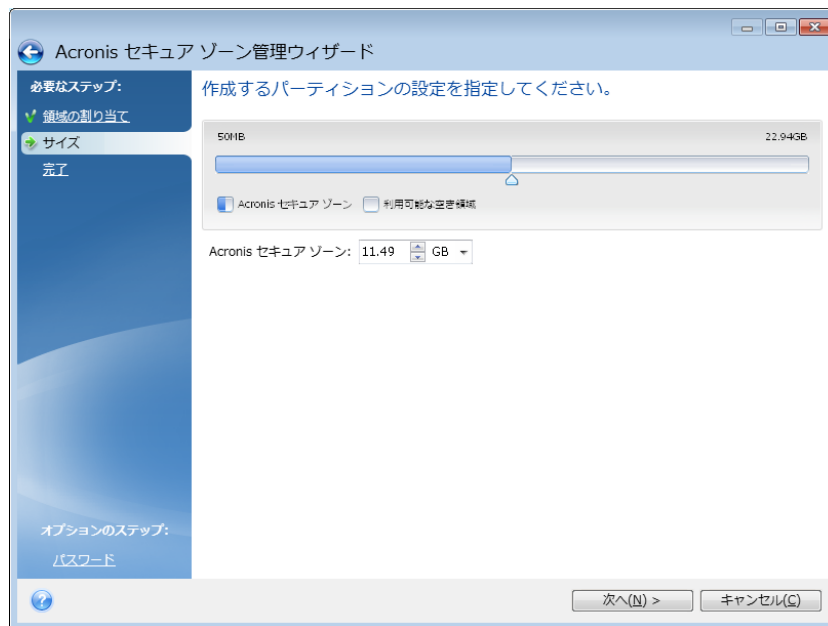 Acronis セキュア ゾーン管理ウィザード
必要なステップ:
領域の割り当て
サイズ
完了
作成するパーティションの設定を指定してください。
50MB
22.94GB
Acronis セキュア ゾーン
利用可能な空き領域
Acronis セキュア ゾーン: 11.49 GB
オプションのステップ:
パスワード
次へ(N) >
キャンセル(C)